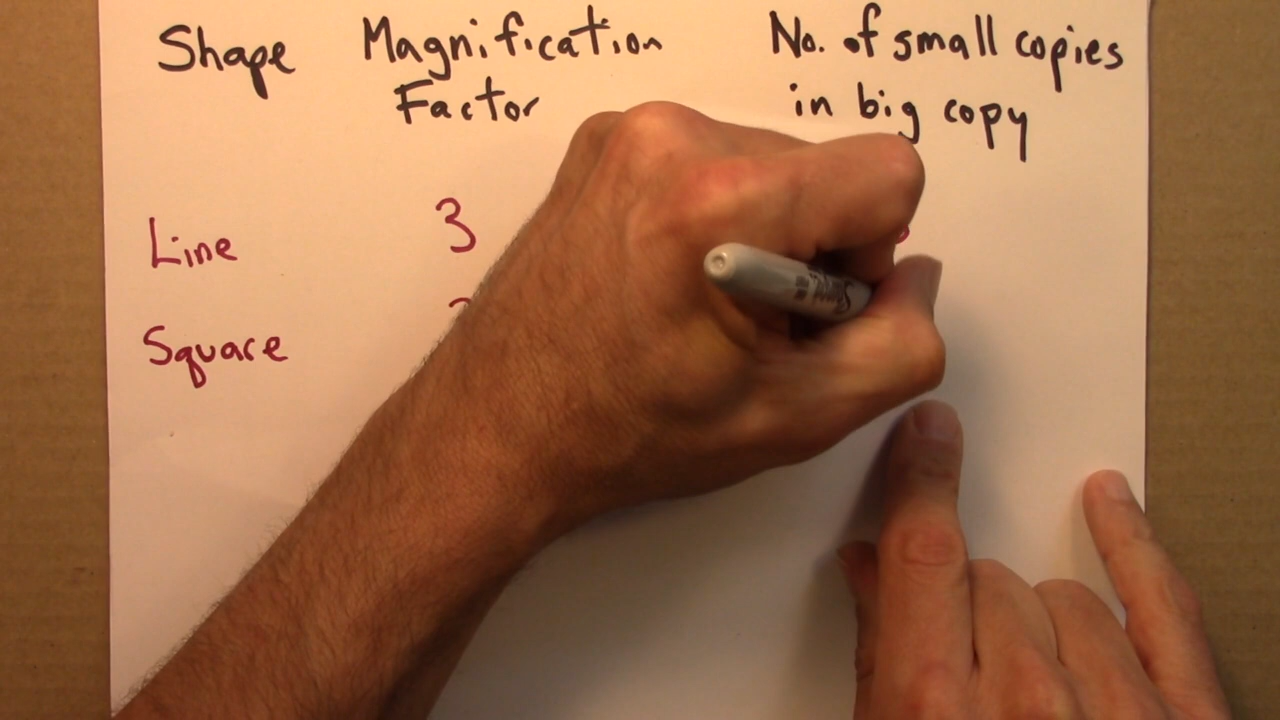 Shape Magnification Factor No. of small copies in big copy
Line 3
Square